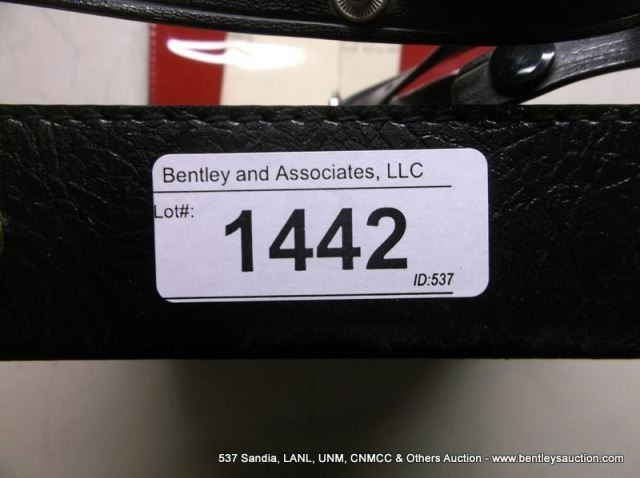 Bentley and Associates, LLC
Lot#:
1442
ID:537
537 Sandia, LANL, UNM, CNMCC & Others Auction - www.bentleysauction.com